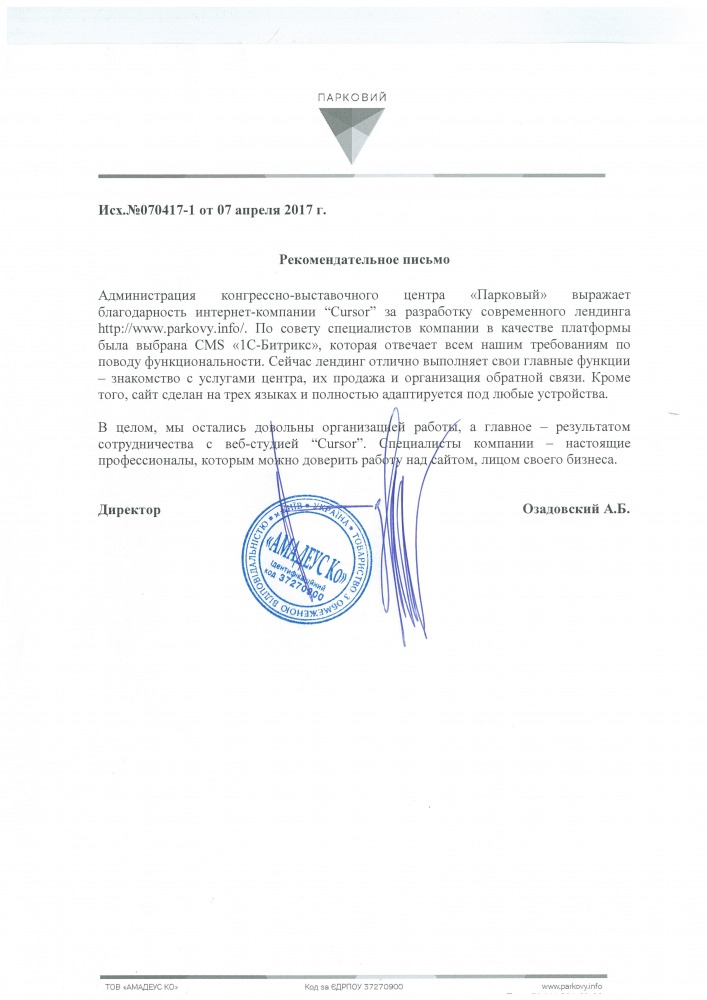 ПАРКОВИЙ
Исх.№070417-1 от 07 апреля 2017 г.
Рекомендательное письмо
Администрация конгрессно-выставочного центра «Парковый» выражает
благодарность интернет-компании “Cursor” за разработку современного лендинга
http://www.parkovy.info/. По совету специалистов компании в качестве платформы
была выбрана CMS «1С-Битрикс», которая отвечает всем нашим требованиям по
поводу функциональности. Сейчас лендинг отлично выполняет свои главные функции
– знакомство с услугами центра, их продажа и организация обратной связи. Кроме
того, сайт сделан на трех языках и полностью адаптируется под любые устройства.
В целом, мы остались довольны организацией работы, а главное – результатом
сотрудничества с веб-студией “Cursor”. Специалисты компании – настоящие
профессионалы, которым можно доверить работу над сайтом, лицом своего бизнеса.
Директор
Озадовский А.Б.
м. КИЇВ * УКРАЇНА * ТОВАРИСТВО З ОБМЕЖЕНОЮ ВІДПОВІДАЛЬНІСТЮ
«АМАДЕУС Ко»
Ідентифікаційний
код 37270900
ТОВ «АМАДЕУС КО»
Код за ЄДРПОУ 37270900
www.parkovy.info